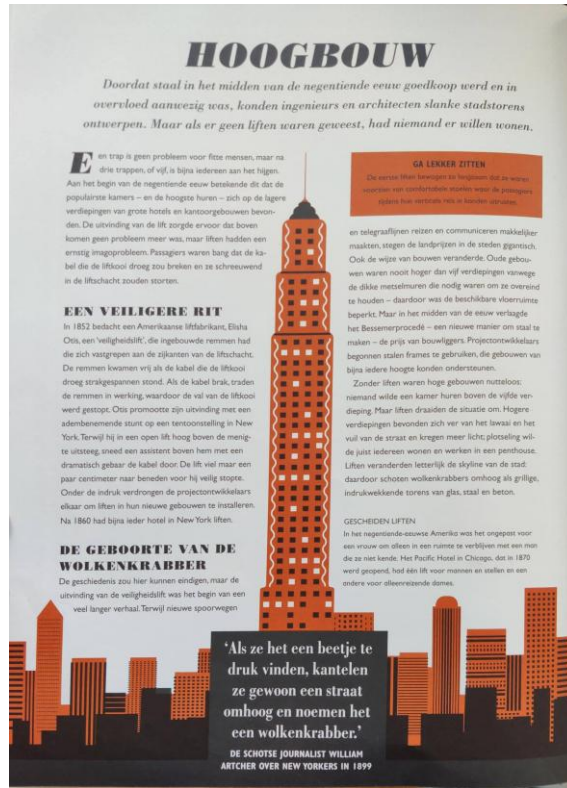 HOOGBOUW
Doordat staal in het midden van de negentiende eeuw goedkoop werd en in
overvloed aanwezig was, konden ingenieurs en architecten slanke stadstorens
ontwerpen. Maar als er geen liften waren geweest, had niemand er willen wonen.
Een trap is geen probleem voor fitte mensen, maar na
drie trappen, of vijf, is bijna iedereen aan het hijgen.
Aan het begin van de negentiende eeuw betekende dit dat de
populairste kamers – en de hoogste huren – zich op de lagere
verdiepingen van grote hotels en kantoorgebouwen bevon-
den. De uitvinding van de lift zorgde ervoor dat boven
komen geen probleem meer was, maar liften hadden een
ernstig imagoprobleem. Passagiers waren bang dat de ka-
bel die de liftkooi droeg zou breken en ze schreeuwend
in de liftschacht zouden storten.
EEN VEILIGERE RIT
In 1852 bedacht een Amerikaanse liftfabrikant, Elisha
Otis, een ‘veiligheidslift’, die ingebouwde remmen had
die zich vastgrepen aan de zijkanten van de liftschacht.
De remmen kwamen vrij als de kabel die de liftkooi
droeg strakgespannen stond. Als de kabel brak, traden
de remmen in werking, waardoor de val van de liftkooi
werd gestopt. Otis promootte zijn uitvinding met een
adembenemende stunt op een tentoonstelling in New
York. Terwijl hij in een open lift hoog boven de menig-
te uitsteeg, sneed een assistent boven hem met een
dramatisch gebaar de kabel door. De lift viel maar een
paar centimeter naar beneden voor hij veilig stopte.
Onder de indruk verdrongen de projectontwikkelaars
elkaar om liften in hun nieuwe gebouwen te installeren.
Na 1860 had bijna ieder hotel in New York liften.
DE GEBOORTE VAN DE
WOLKENKRABBER
De geschiedenis zou hier kunnen eindigen, maar de
uitvinding van de veiligheidslift was het begin van een
veel langer verhaal. Terwijl nieuwe spoorwegen
GA LEKKER ZITTEN
De eerste liften bewogen zo langzaam dat ze waren
voorzien van comfortabele stoelen waar de passagiers
tijdens hun verticale reis in konden uitrusten.
en telegraaflijnen reizen en communiceren makkelijker
maakten, stegen de landprijzen in de steden gigantisch.
Ook de wijze van bouwen veranderde. Oude gebou-
wen waren nooit hoger dan vijf verdiepingen vanwege
de dikke metselmuren die nodig waren om ze overeind
te houden – daardoor was de beschikbare vloerruimte
beperkt. Maar in het midden van de eeuw verlaagde
het Bessemerprocedé – een nieuwe manier om staal te
maken – de prijs van bouwliggers. Projectontwikkelaars
begonnen stalen frames te gebruiken, die gebouwen van
bijna iedere hoogte konden ondersteunen.
Zonder liften waren hoge gebouwen nutteloos:
niemand wilde een kamer huren boven de vijfde ver-
dieping. Maar liften draaiden de situatie om. Hogere
verdiepingen bevonden zich ver van het lawaai en het
vuil van de straat en kregen meer licht; plotseling wil-
de juist iedereen wonen en werken in een penthouse.
Liften veranderden letterlijk de skyline van de stad:
daardoor schoten wolkenkrabbers omhoog als grillige,
indrukwekkende torens van glas, staal en beton.
GESCHEIDEN LIFTEN
In het negentiende-eeuwse Amerika was het ongepast voor
een vrouw om alleen in een ruimte te verblijven met een man
die ze niet kende. Het Pacific Hotel in Chicago, dat in 1870
werd geopend, had één lift voor mannen en stellen en een
andere voor alleenreizende dames.
‘Als ze het een beetje te
druk vinden, kantelen
ze gewoon een straat
omhoog en noemen het
een wolkenkrabber.’
DE SCHOTSE JOURNALIST WILLIAM
ARTCHER OVER NEW YORKERS IN 1899